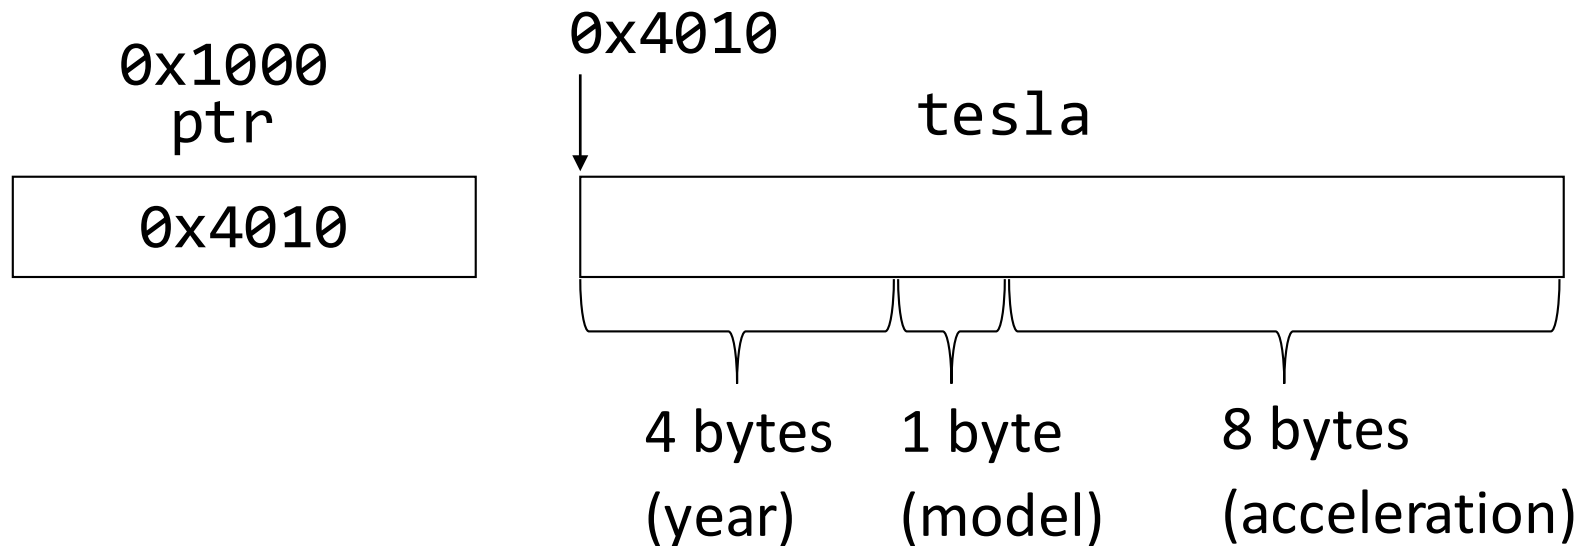 0x1000
ptr
0x4010
0x4010
tesla
4 bytes
(year)
1 byte
(model)
8 bytes
(acceleration)